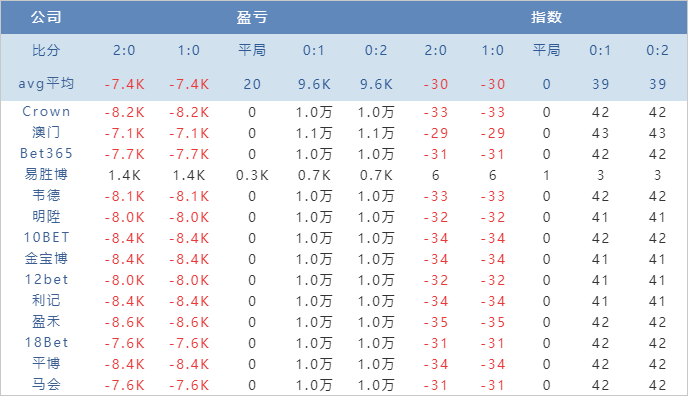 公司 盈亏 指数
比分 2:0 1:0 平局 0:1 0:2 2:0 1:0 平局 0:1 0:2
avg平均 -7.4K -7.4K 20 9.6K 9.6K -30 -30 0 39 39
Crown -8.2K -8.2K 0 1.0万 1.0万 -33 -33 0 42 42
澳门 -7.1K -7.1K 0 1.1万 1.1万 -29 -29 0 43 43
Bet365 -7.7K -7.7K 0 1.0万 1.0万 -31 -31 0 42 42
易胜博 1.4K 1.4K 0.3K 0.7K 0.7K 6 6 1 3 3
韦德 -8.1K -8.1K 0 1.0万 1.0万 -33 -33 0 42 42
明陞 -8.0K -8.0K 0 1.0万 1.0万 -32 -32 0 41 41
10BET -8.4K -8.4K 0 1.0万 1.0万 -34 -34 0 42 42
金宝博 -8.4K -8.4K 0 1.0万 1.0万 -34 -34 0 41 41
12bet -8.0K -8.0K 0 1.0万 1.0万 -32 -32 0 41 41
利记 -8.4K -8.4K 0 1.0万 1.0万 -34 -34 0 41 41
盈禾 -8.6K -8.6K 0 1.0万 1.0万 -35 -35 0 42 42
18Bet -7.6K -7.6K 0 1.0万 1.0万 -31 -31 0 42 42
平博 -8.4K -8.4K 0 1.0万 1.0万 -34 -34 0 42 42
马会 -7.6K -7.6K 0 1.0万 1.0万 -31 -31 0 42 42